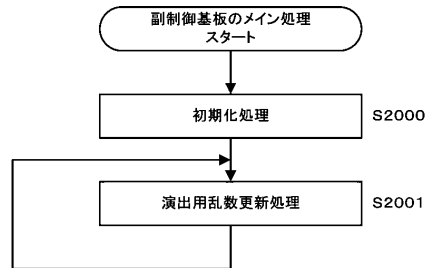 副制御基板のメイン処理
スタート
初期化処理
S2000
演出用乱数更新処理
S2001